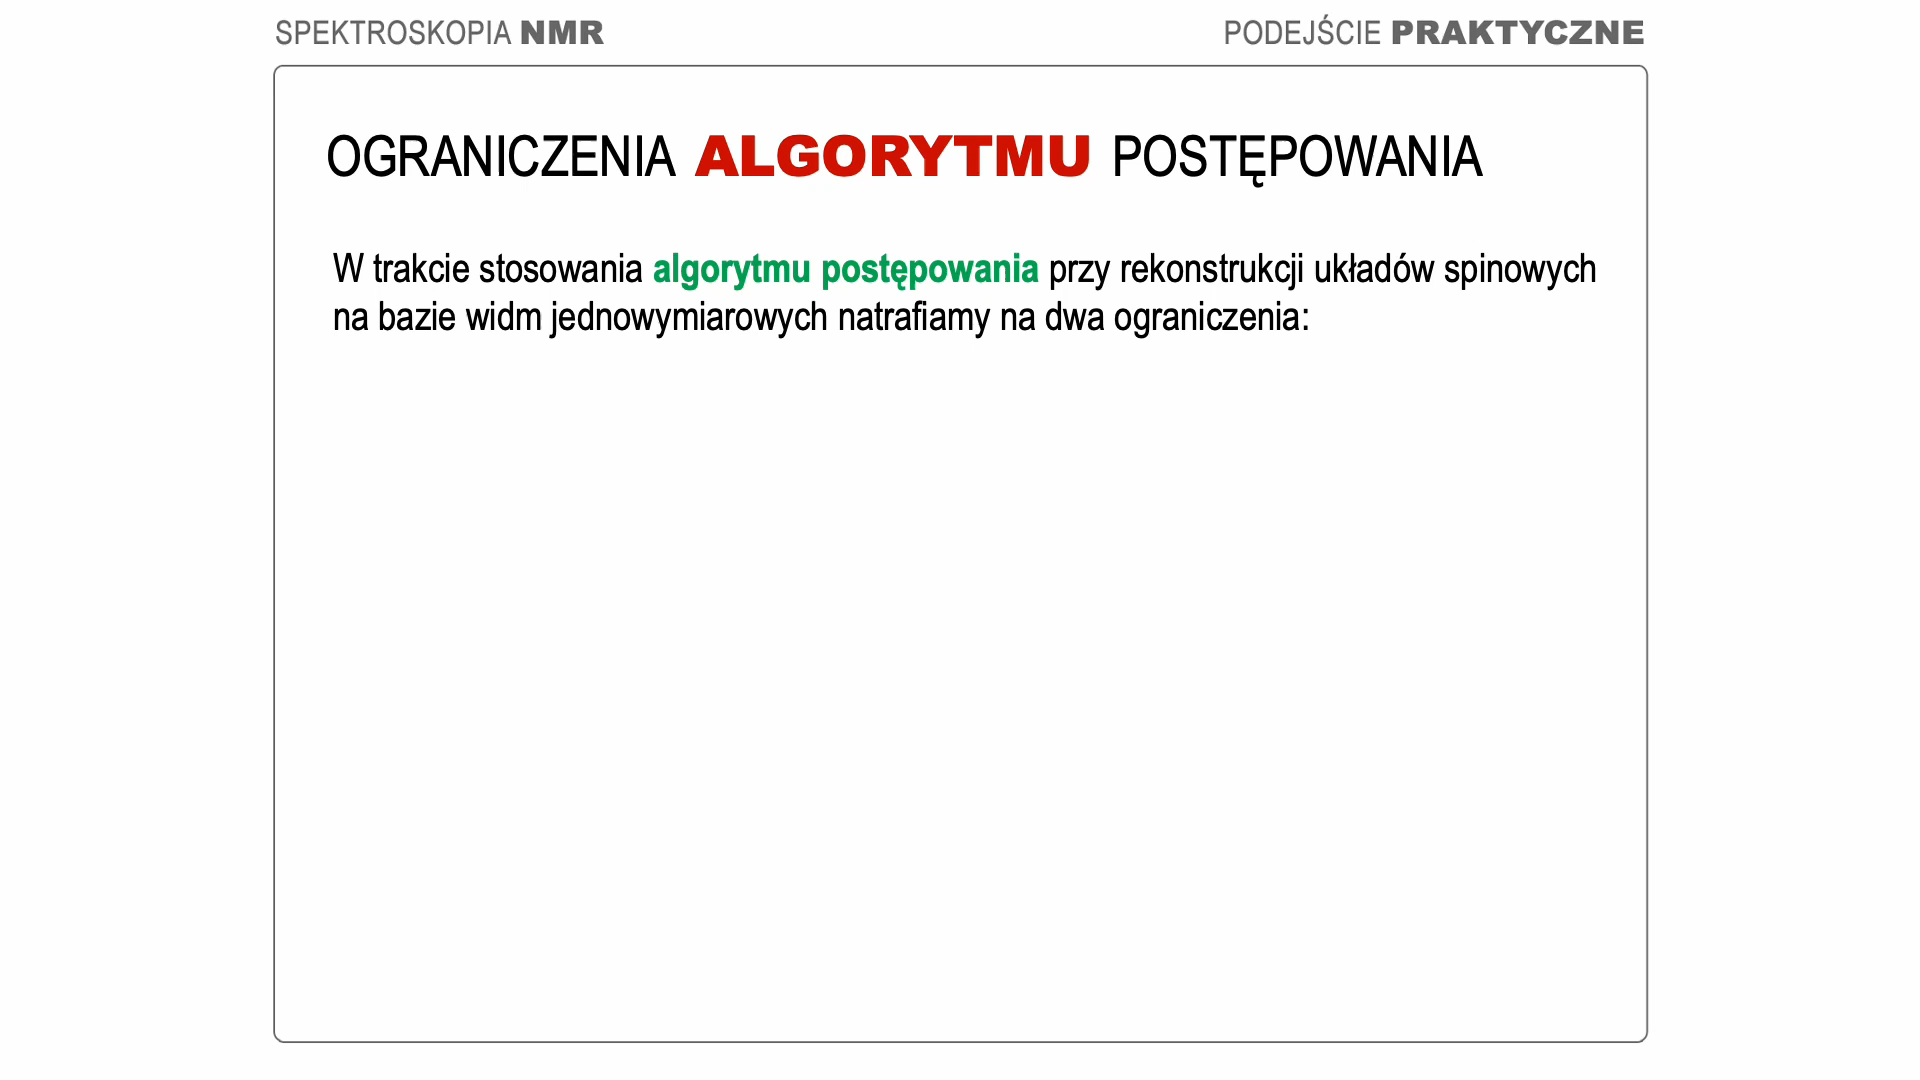 SPEKTROSKOPIA NMR
PODEJŚCIE PRAKTYCZNE
OGRANICZENIA ALGORYTMU POSTĘPOWANIA
W trakcie stosowania algorytmu postępowania przy rekonstrukcji układów spinowych
na bazie widm jednowymiarowych natrafiamy na dwa ograniczenia: